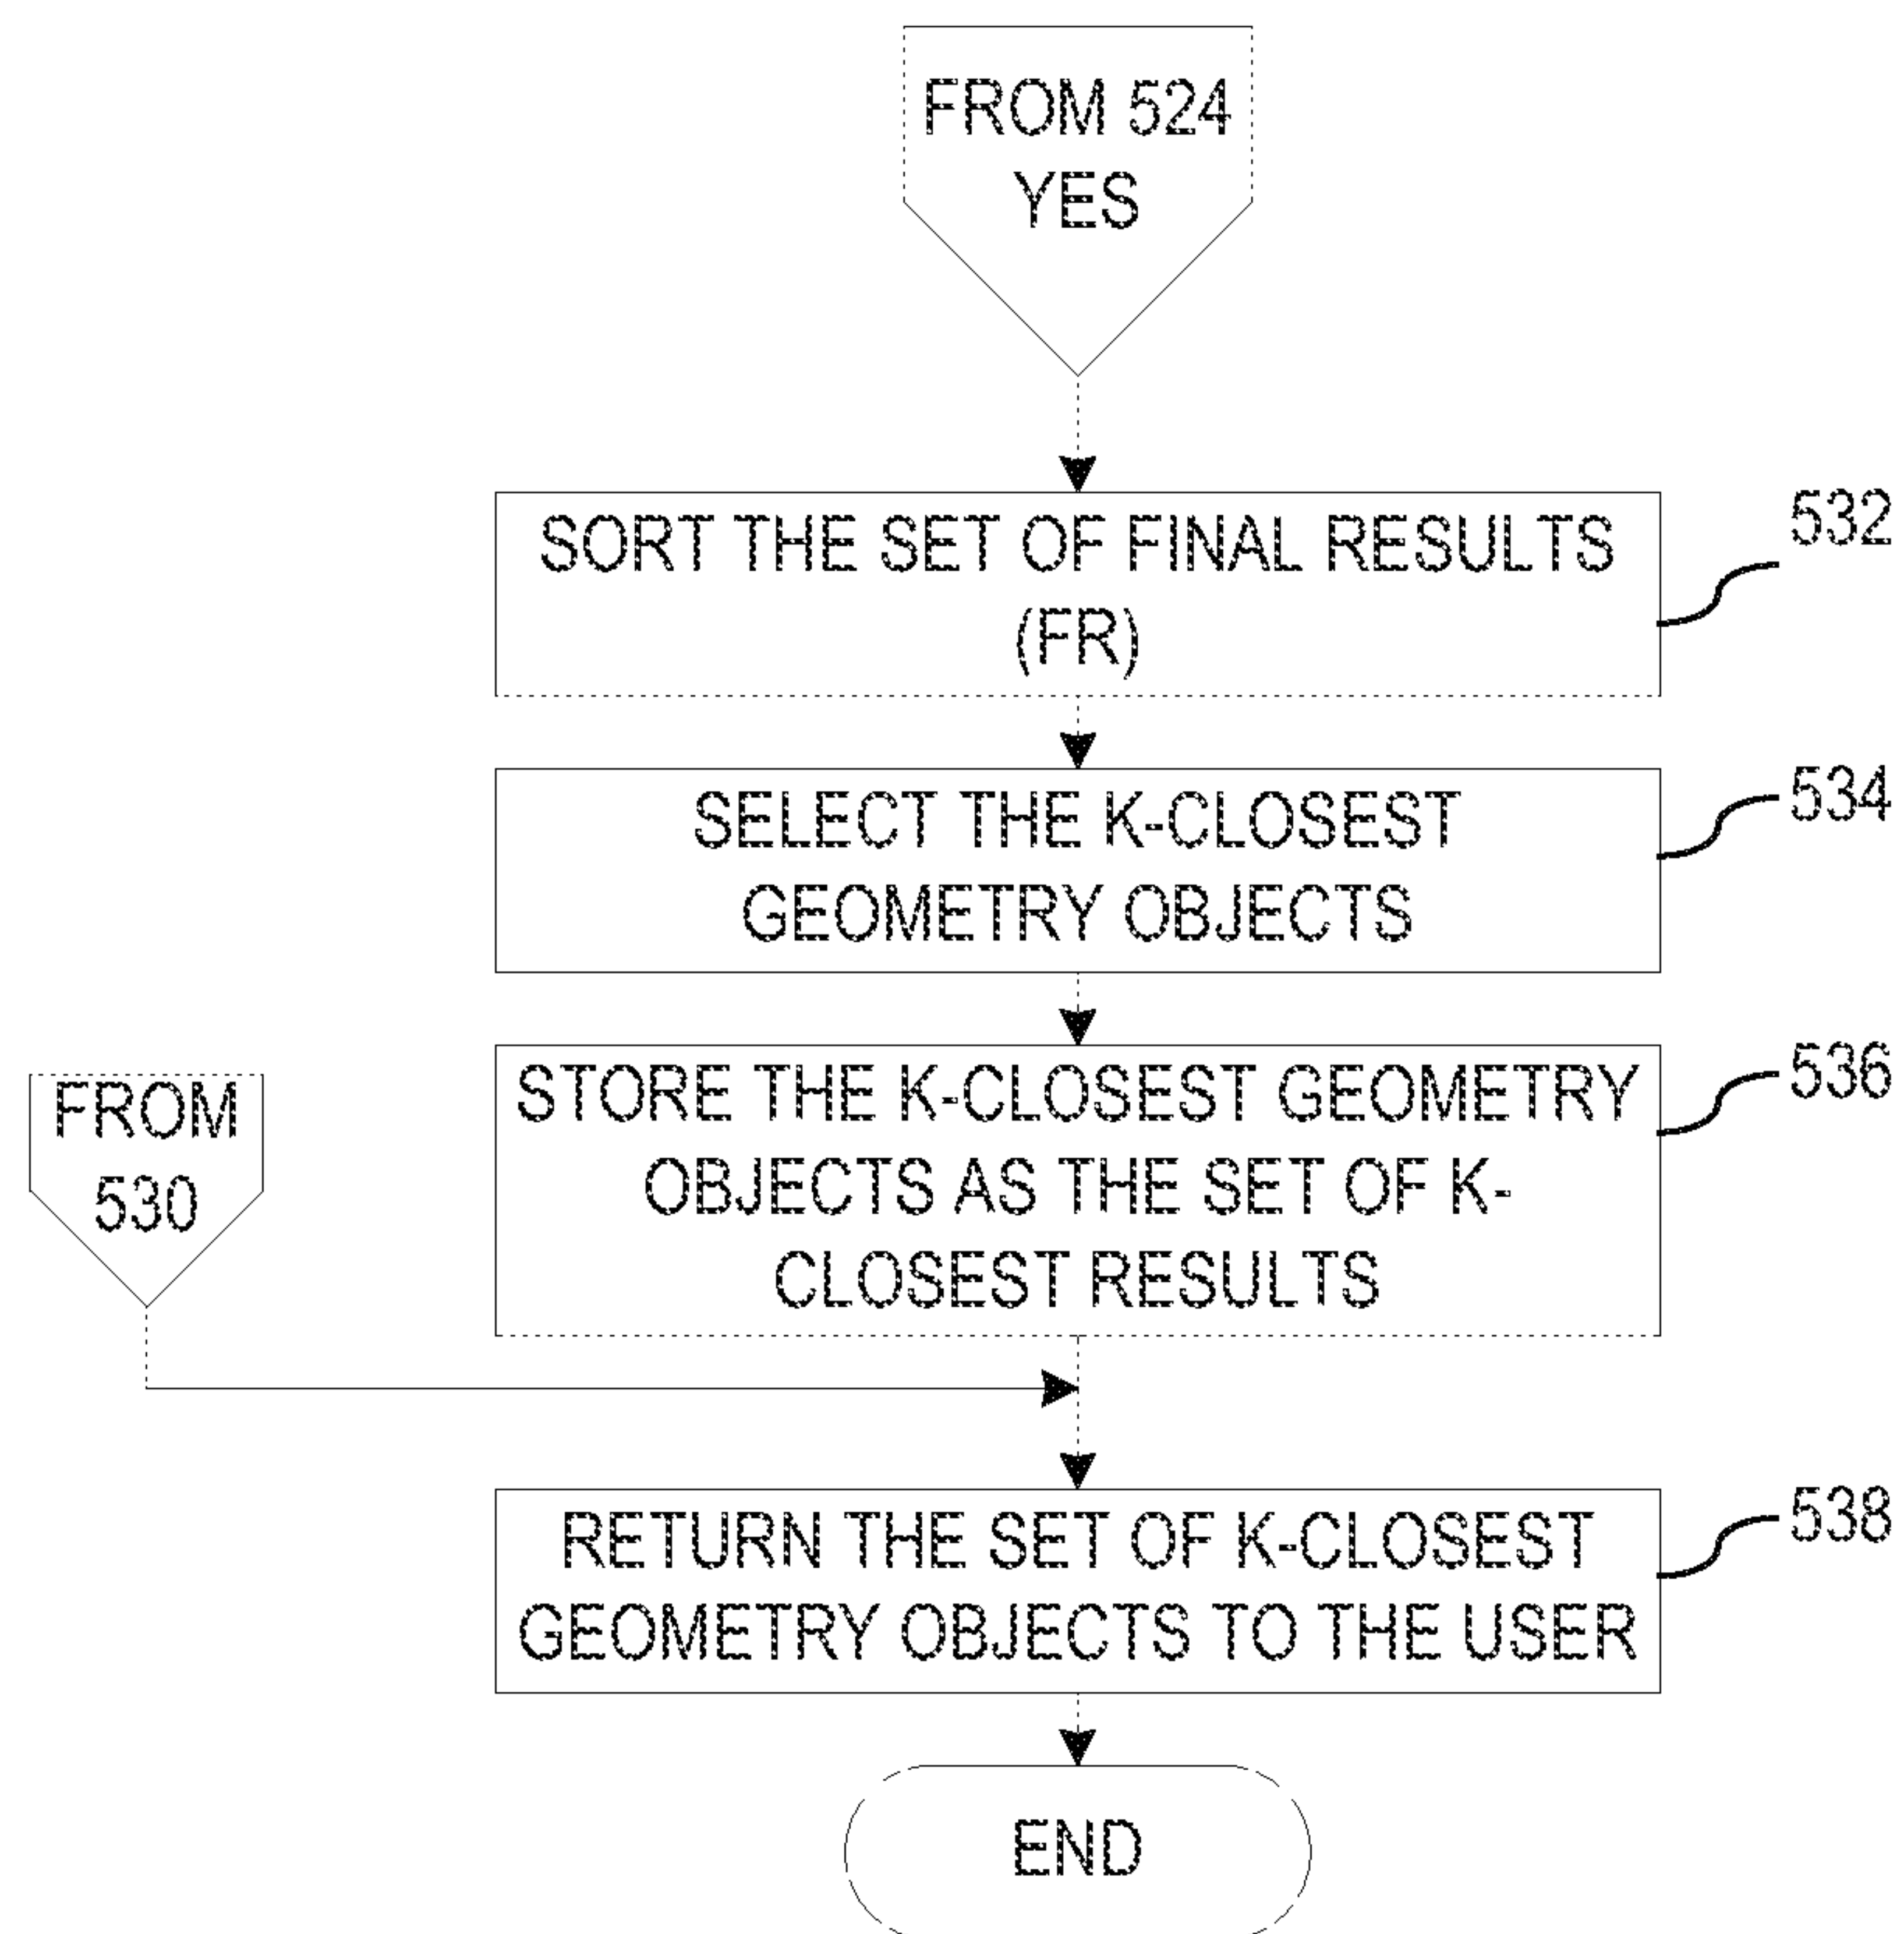 FROM 524
YES
SORT THE SET OF FINAL RESULTS
(FR)
532
SELECT THE K-CLOSEST
GEOMETRY OBJECTS
534
STORE THE K-CLOSEST GEOMETRY
OBJECTS AS THE SET OF K-
CLOSEST RESULTS
536
FROM
530
RETURN THE SET OF K-CLOSEST
GEOMETRY OBJECTS TO THE USER
538
END